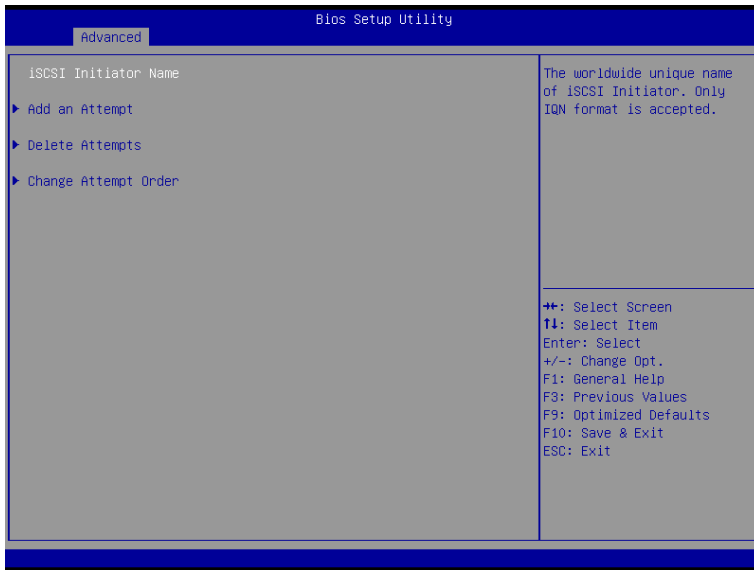 Bios Setup Utility
Advanced
iSCSI Initiator Name
Add an Attempt
Delete Attempts
Change Attempt Order
The worldwide unique name
of iSCSI Initiator. Only
IQN format is accepted.
→←: Select Screen
↑↓: Select Item
Enter: Select
+/-: Change Opt.
F1: General Help
F3: Previous Values
F9: Optimized Defaults
F10: Save & Exit
ESC: Exit